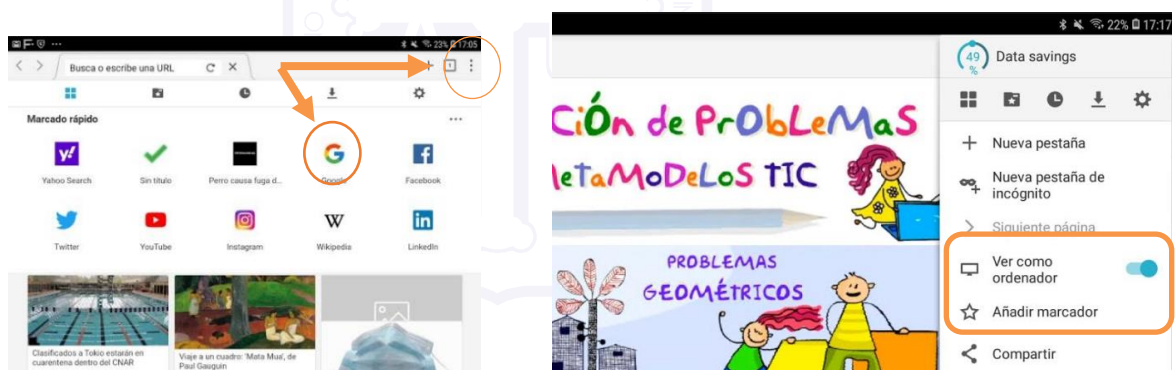 23% 17:05
Busca o escribe una URL
1
Marcado rápido
y!
G
f
Yahoo Search
Sin título
Perro causa fuga d...
Google
Facebook
W
in
Twitter
YouTube
Instagram
Wikipedia
LinkedIn
Clasificados a Tokio estarán en
cuarentena dentro del CNAR
Viaje a un cuadro: 'Mata Mua', de
Paul Gauguin
22% 17:17
49
%
Data savings
CiÓn de PrObLeMaS
MetaMoDeLoS TIC
PROBLEMAS
GEOMÉTRICOS
Nueva pestaña
Nueva pestaña de
incógnito
Siguiente página
Ver como
ordenador
Añadir marcador
Compartir